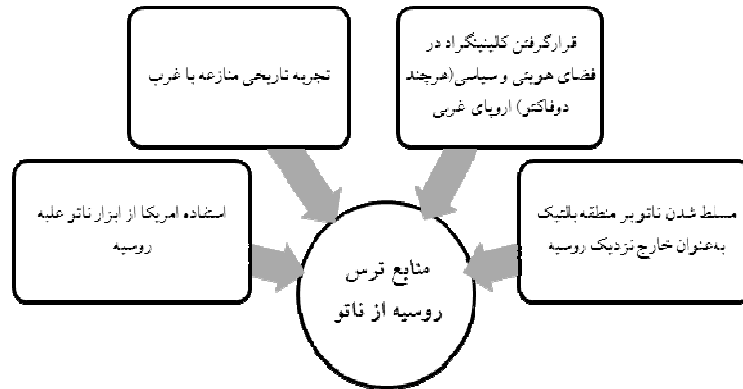 قرارگرفتن کالینینگراد در
فضای هویتی و سیاسی(هرچند
دوفاکتو) اروپای غربی
تجربه تاریخی منازعه با غرب
مسلط شدن ناتو بر منطقه بالتیک
به‌عنوان خارج نزدیک روسیه
استفاده امریکا از ابزار ناتو علیه
روسیه
منابع ترس
روسیه از ناتو